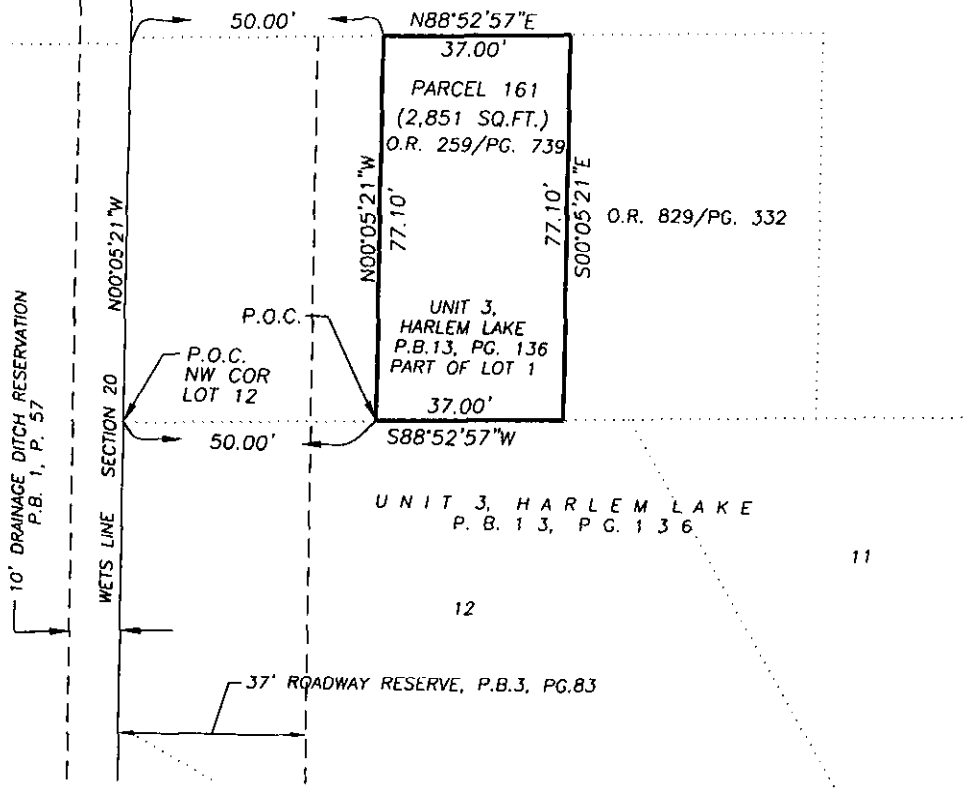 50.00'
N88°52'57"E
37.00'
PARCEL 161
(2,851 SQ.FT.)
O.R. 259/PG. 739
N00°05'21"W
N00°05'21"W
77.10'
77.10'
S00°05'21"E
O.R. 829/PG. 332
10' DRAINAGE DITCH RESERVATION
P.B. 1, P. 57
WETS LINE SECTION 20
P.O.C.
P.O.C.
NW COR
LOT 12
UNIT 3,
HARLEM LAKE
P.B.13, PG. 136
PART OF LOT 1
37.00'
50.00'
S88°52'57"W
UNIT 3, HARLEM LAKE
P.B. 13, PG. 136
11
12
37' ROADWAY RESERVE, P.B.3, PG.83